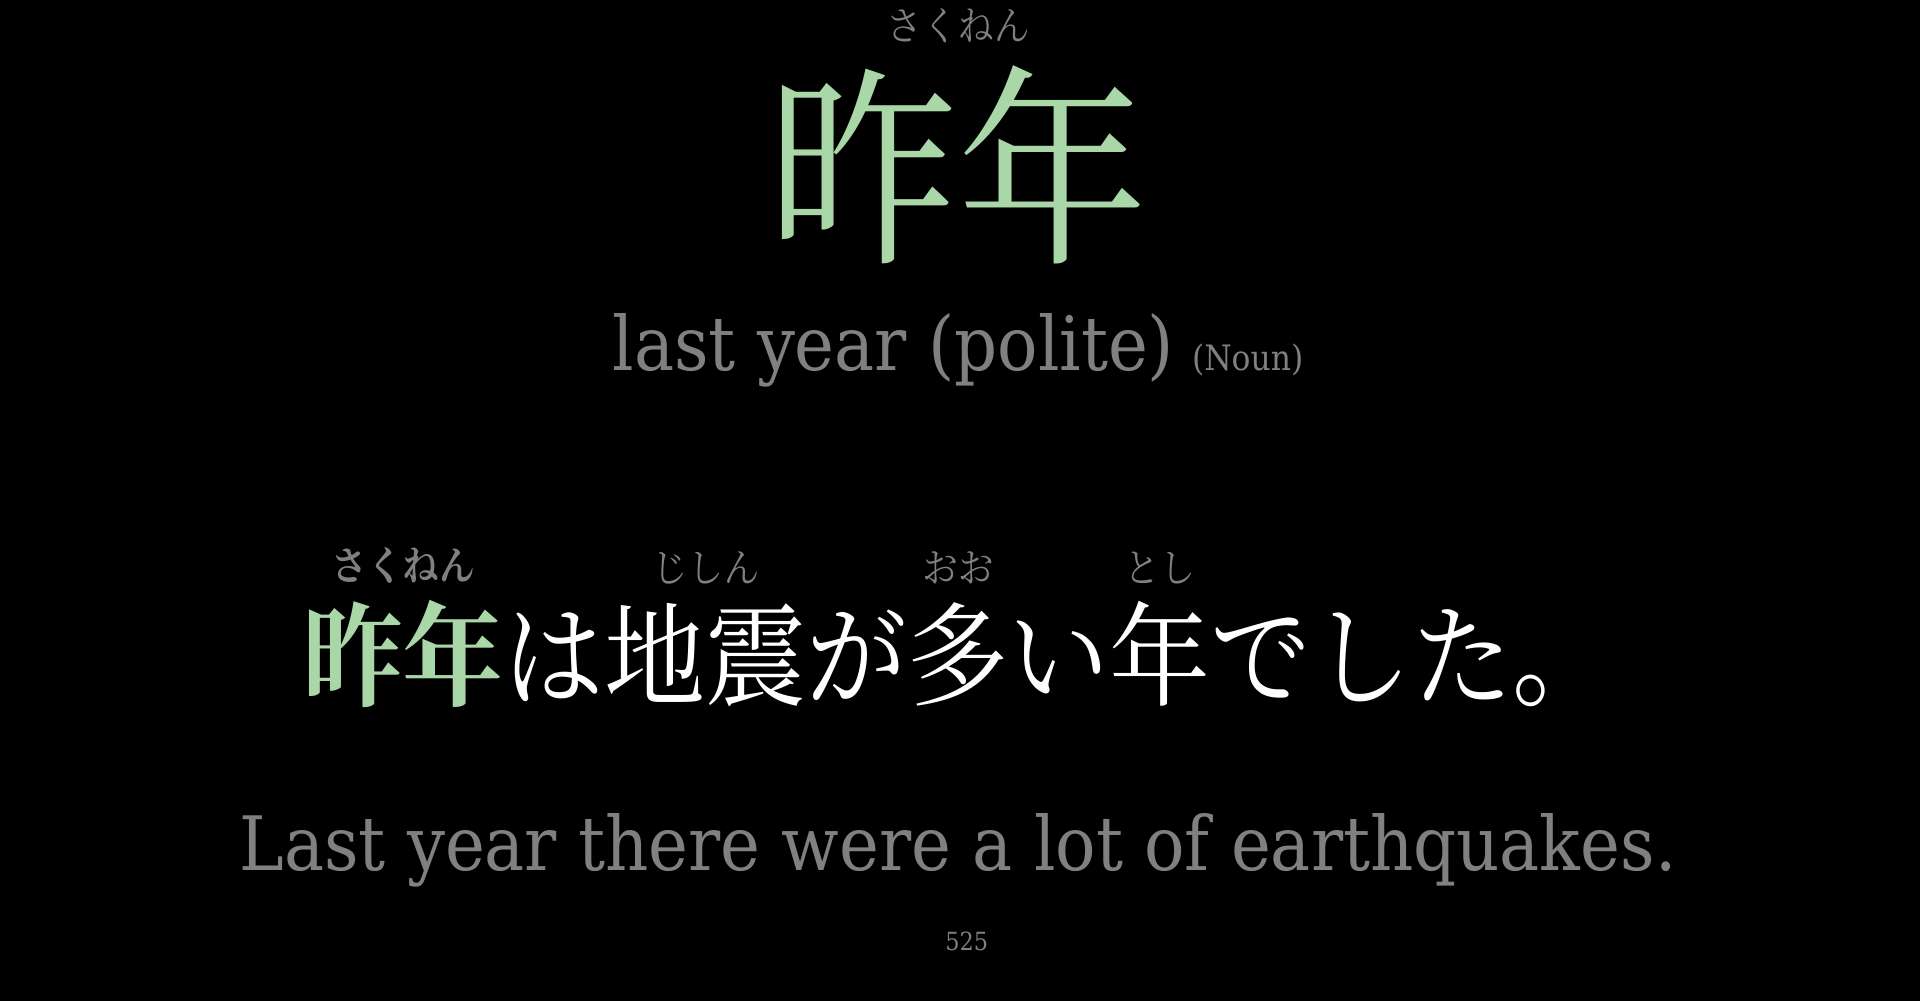 さくねん
昨年
last year (polite) (Noun)
さくねん じしん おお とし
昨年は地震が多い年でした。
Last year there were a lot of earthquakes.
525